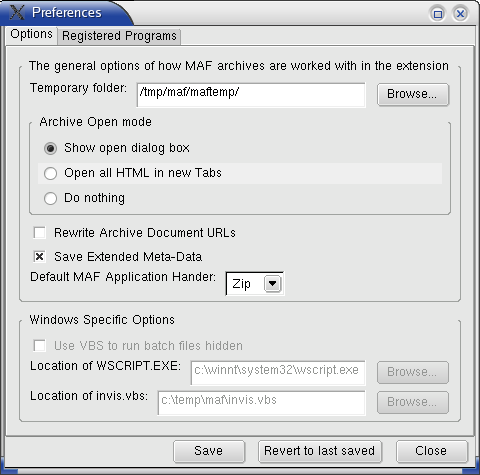 Preferences
Options Registered Programs
The general options of how MAF archives are worked with in the extension
Temporary folder: /tmp/maf/maftemp/ Browse...
Archive Open mode
Show open dialog box
Open all HTML in new Tabs
Do nothing
Rewrite Archive Document URLs
Save Extended Meta-Data
Default MAF Application Hander: Zip
Windows Specific Options
Use VBS to run batch files hidden
Location of WSCRIPT.EXE: c:\winnt\system32\wscript.exe Browse...
Location of invis.vbs: c:\temp\maf\invis.vbs Browse...
Save Revert to last saved Close